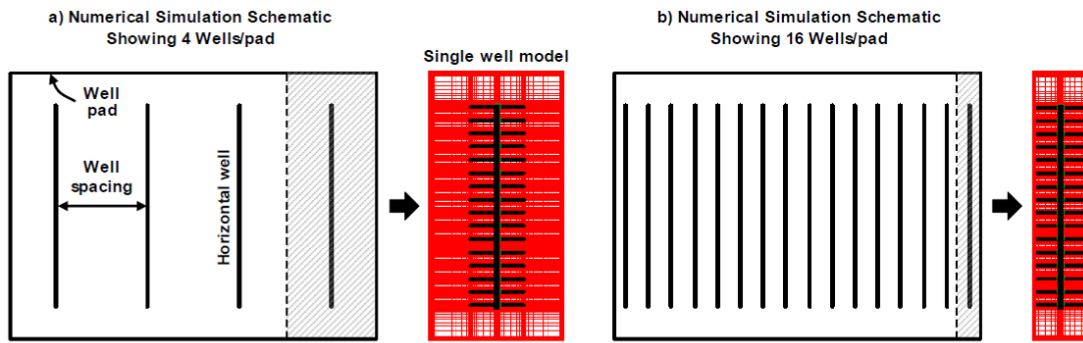 a) Numerical Simulation Schematic
Showing 4 Wells/pad
Single well model
Well
pad
Well
spacing
Horizontal well
b) Numerical Simulation Schematic
Showing 16 Wells/pad